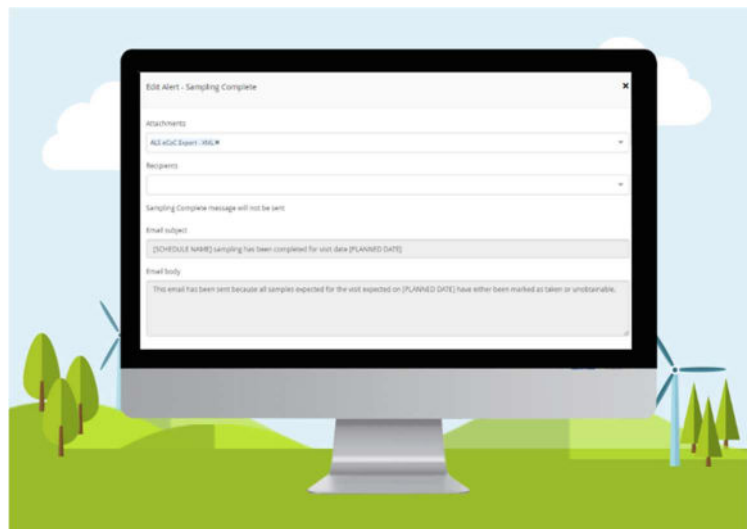 Edit Alert - Sampling Complete
Attachments
ALS eCoC Export - XML
Recipients
Sampling Complete message will not be sent
Email subject
[SCHEDULE NAME] sampling has been completed for visit date [PLANNED DATE]
Email body
This email has been sent because all samples expected for the visit expected on [PLANNED DATE] have either been marked as taken or unobtainable.